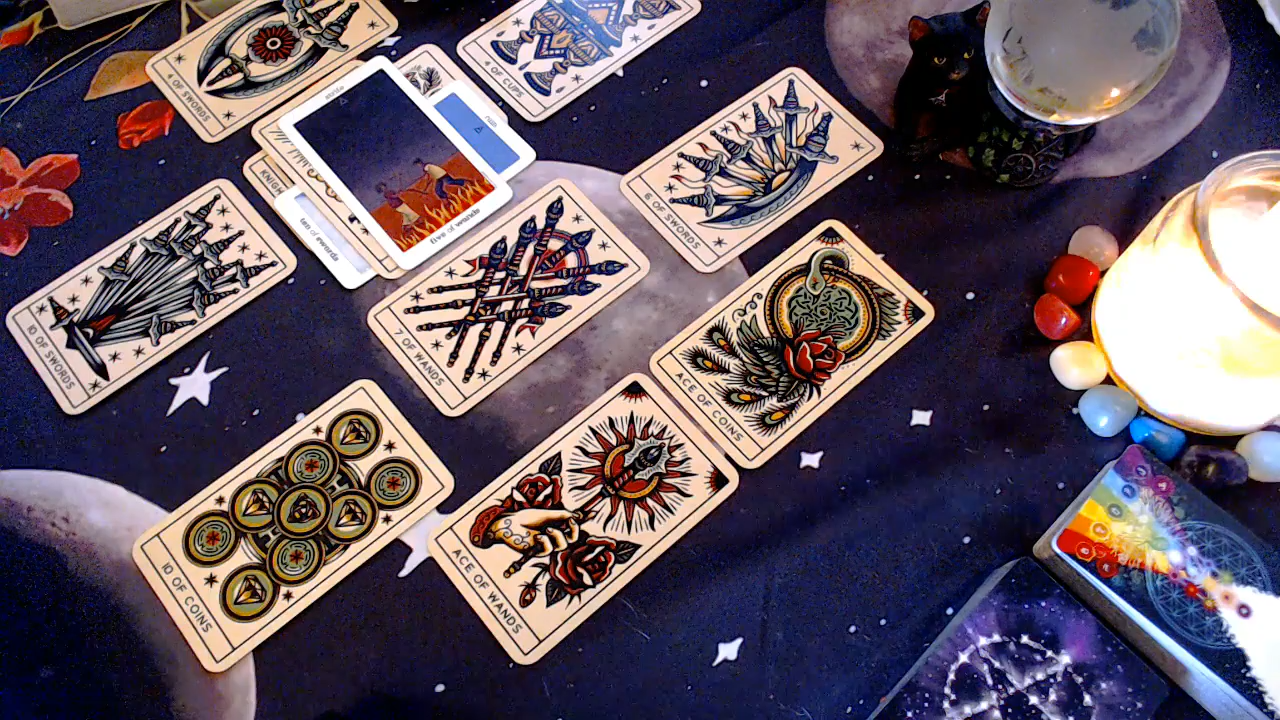 4 OF SWORDS
4 OF CUPS
strife
ruin
KNIGH
ten of swords
five of wands
6 OF SWORDS
10 OF SWORDS
7 OF WANDS
ACE OF COINS
10 OF COINS
ACE OF WANDS